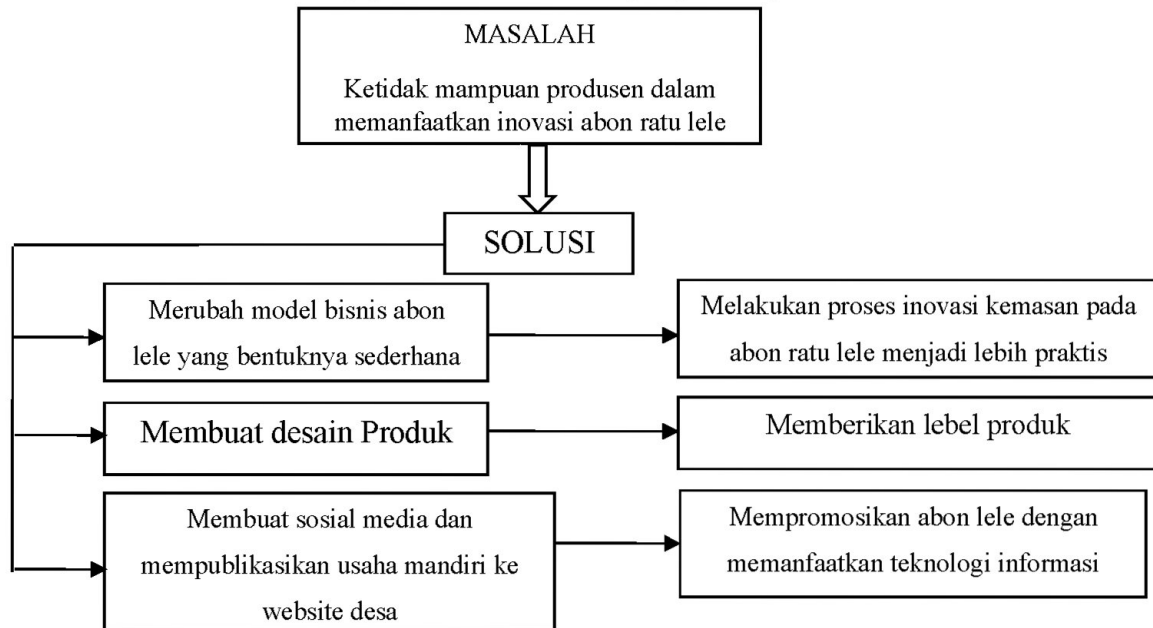 MASALAH
Ketidak mampuan produsen dalam
memanfaatkan inovasi abon ratu lele
SOLUSI
Merubah model bisnis abon
lele yang bentuknya sederhana
Melakukan proses inovasi kemasan pada
abon ratu lele menjadi lebih praktis
Membuat desain Produk
Memberikan lebel produk
Membuat sosial media dan
mempublikasikan usaha mandiri ke
website desa
Mempromosikan abon lele dengan
memanfaatkan teknologi informasi